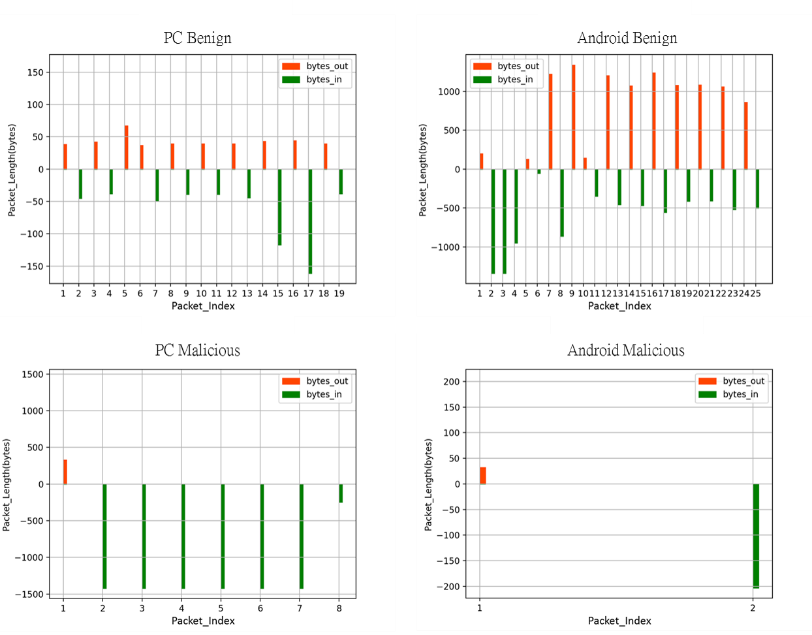 PC Benign
Packet_Length(bytes)
150
100
50
0
−50
−100
−150
bytes_out
bytes_in
1 2 3 4 5 6 7 8 9 10 11 12 13 14 15 16 17 18 19
Packet_Index
Android Benign
Packet_Length(bytes)
1000
500
0
−500
−1000
bytes_out
bytes_in
1 2 3 4 5 6 7 8 9 10 11 12 13 14 15 16 17 18 19 20 21 22 23 24 25
Packet_Index
PC Malicious
Packet_Length(bytes)
1500
1000
500
0
−500
−1000
−1500
bytes_out
bytes_in
1 2 3 4 5 6 7 8
Packet_Index
Android Malicious
Packet_Length(bytes)
200
150
100
50
0
−50
−100
−150
−200
bytes_out
bytes_in
1 2
Packet_Index